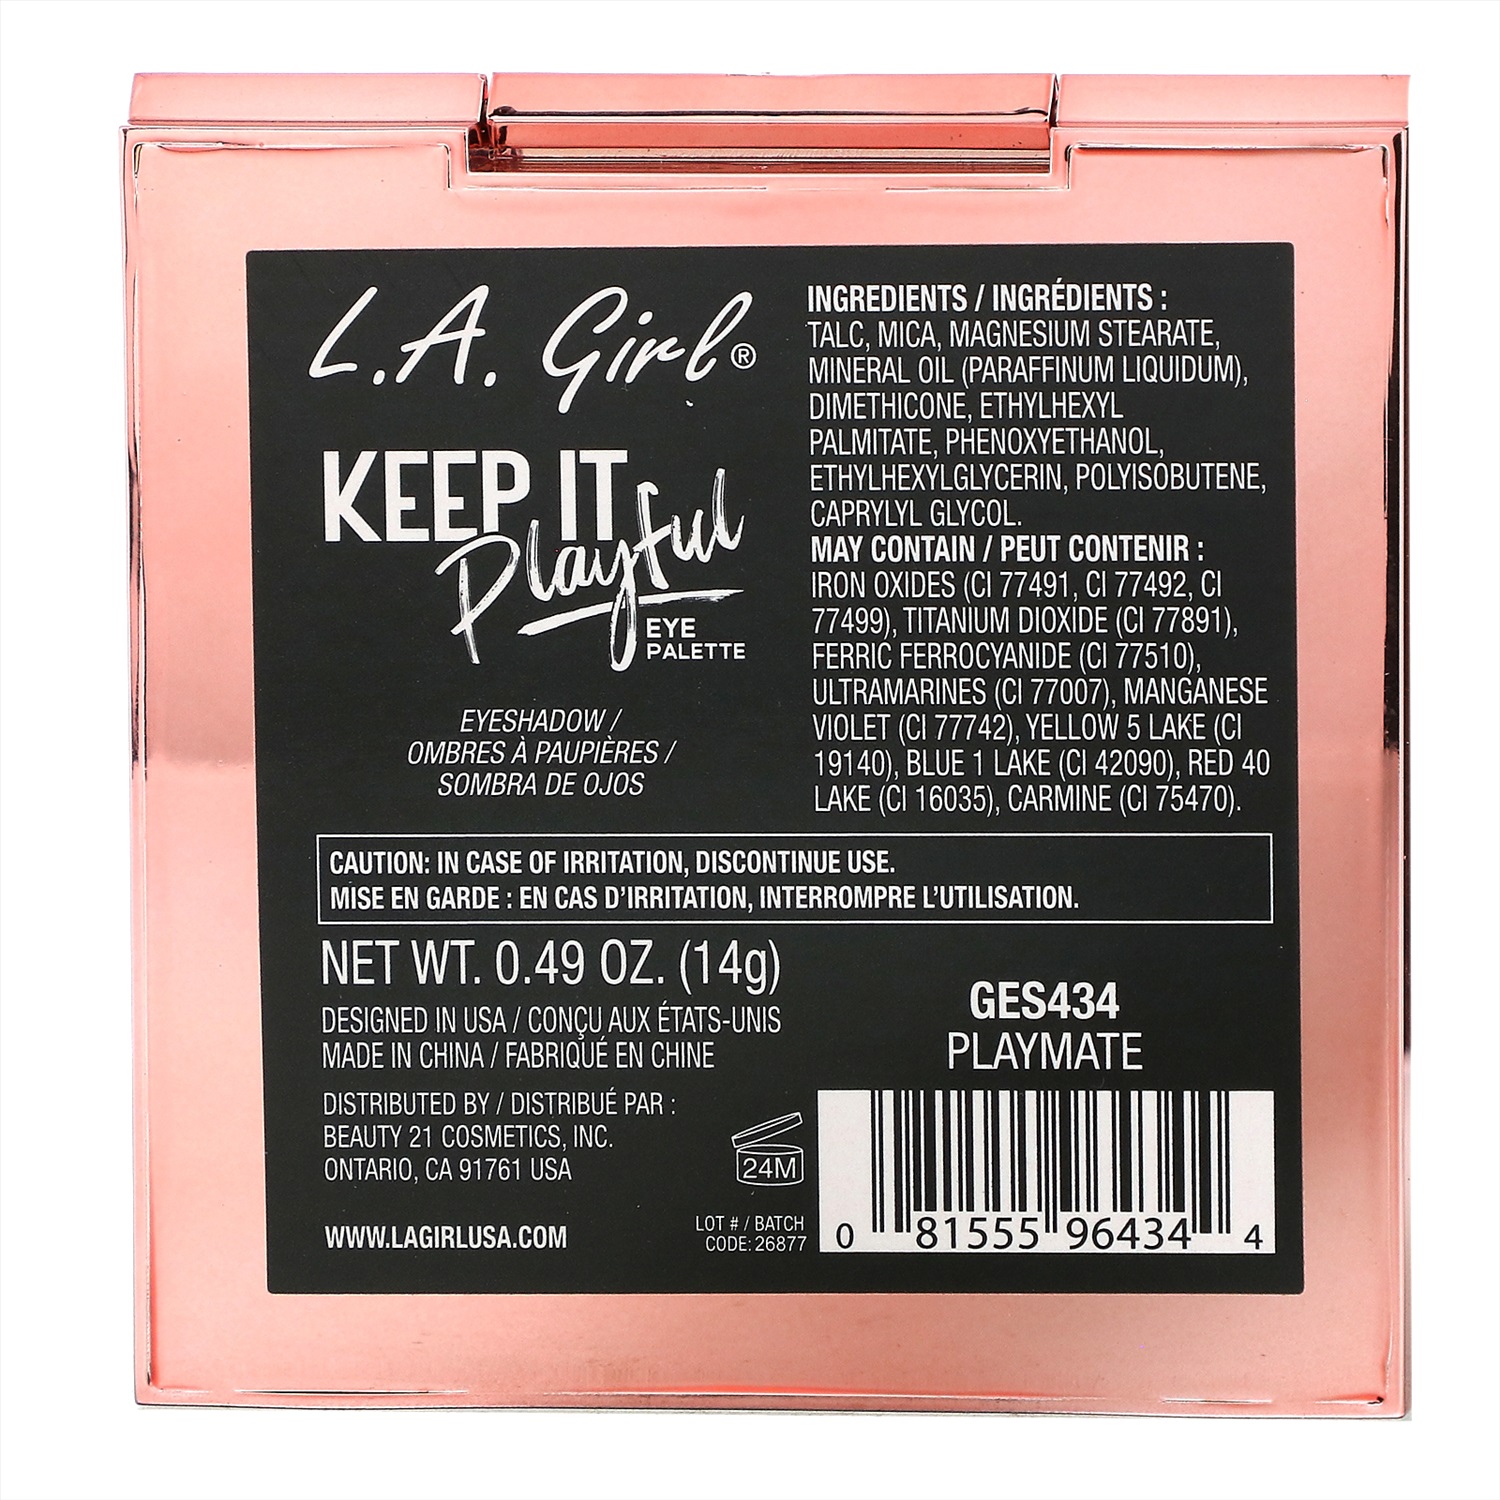 L.A. Girl®
KEEP IT
Playful
EYE
PALETTE
EYESHADOW /
OMBRES À PAUPIÈRES /
SOMBRA DE OJOS
INGREDIENTS / INGRÉDIENTS :
TALC, MICA, MAGNESIUM STEARATE,
MINERAL OIL (PARAFFINUM LIQUIDUM),
DIMETHICONE, ETHYLHEXYL
PALMITATE, PHENOXYETHANOL,
ETHYLHEXYLGLYCERIN, POLYISOBUTENE,
CAPRYLYL GLYCOL.
MAY CONTAIN / PEUT CONTENIR :
IRON OXIDES (CI 77491, CI 77492, CI
77499), TITANIUM DIOXIDE (CI 77891),
FERRIC FERROCYANIDE (CI 77510),
ULTRAMARINES (CI 77007), MANGANESE
VIOLET (CI 77742), YELLOW 5 LAKE (CI
19140), BLUE 1 LAKE (CI 42090), RED 40
LAKE (CI 16035), CARMINE (CI 75470).
CAUTION: IN CASE OF IRRITATION, DISCONTINUE USE.
MISE EN GARDE : EN CAS D'IRRITATION, INTERROMPRE L'UTILISATION.
NET WT. 0.49 OZ. (14g)
DESIGNED IN USA / CONÇU AUX ÉTATS-UNIS
MADE IN CHINA / FABRIQUÉ EN CHINE
DISTRIBUTED BY / DISTRIBUÉ PAR :
BEAUTY 21 COSMETICS, INC.
ONTARIO, CA 91761 USA
WWW.LAGIRLUSA.COM
24M
LOT # / BATCH
CODE: 26877
GES434
PLAYMATE
0 81555 96434 4